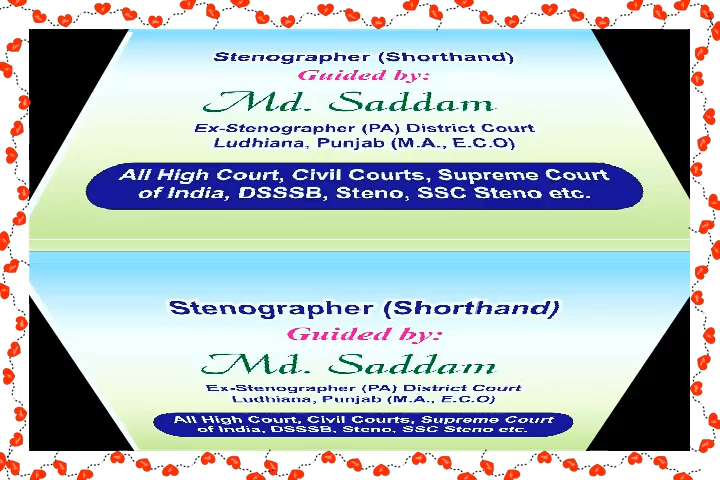 Stenographer (Shorthand)
Guided by:
Md. Saddam
Ex-Stenographer (PA) District Court
Ludhiana, Punjab (M.A., E.C.O)
All High Court, Civil Courts, Supreme Court
of India, DSSSB, Steno, SSC Steno etc.
Stenographer (Shorthand)
Guided by:
Md. Saddam
Ex-Stenographer (PA) District Court
Ludhiana, Punjab (M.A., E.C.O)
All High Court, Civil Courts, Supreme Court
of India, DSSSB, Steno, SSC Steno etc.